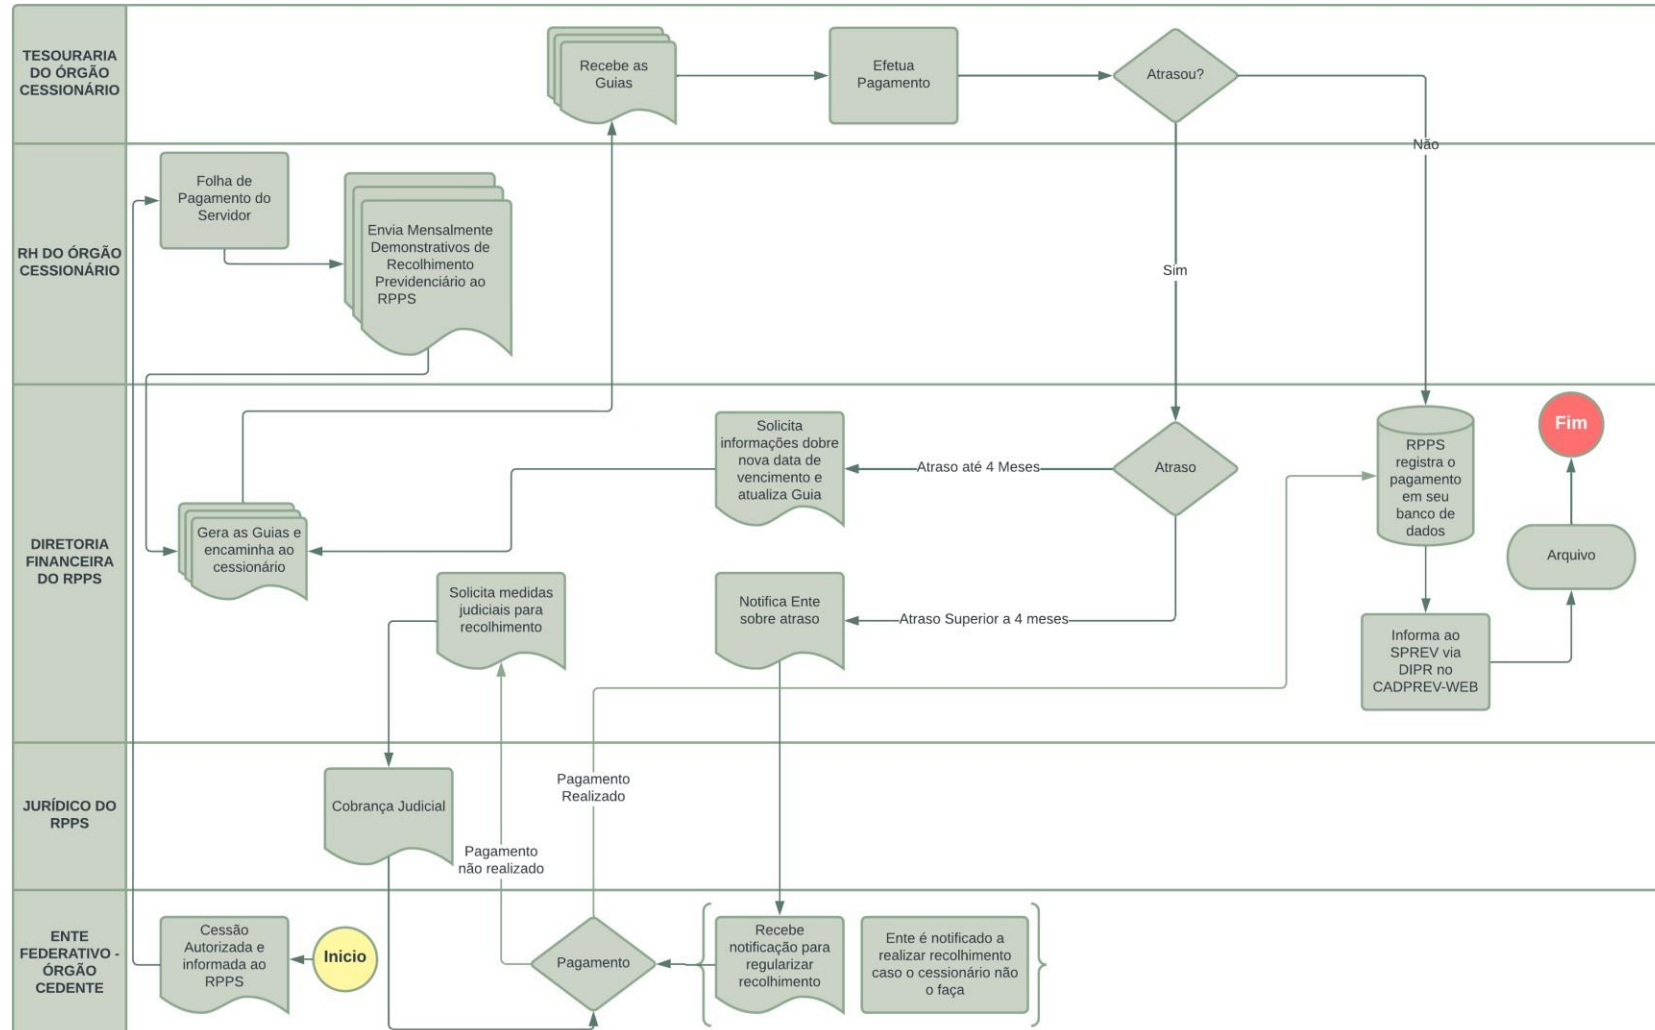 TESOURARIA
DO ÓRGÃO
CESSIONÁRIO
Recebe as
Guias
Efetua
Pagamento
Atrasou?
Não
RH DO ÓRGÃO
CESSIONÁRIO
Folha de
Pagamento do
Servidor
Envia Mensalmente
Demonstrativos de
Recolhimento
Previdenciário ao
RPPS
Sim
DIRETORIA
FINANCEIRA
DO RPPS
Gera as Guias e
encaminha ao
cessionário
Solicita
informações dobre
nova data de
vencimento e
atualiza Guia
Atraso até 4 Meses
Atraso
RPPS
registra o
pagamento
em seu
banco de
dados
Fim
Arquivo
Solicita medidas
judiciais para
recolhimento
Notifica Ente
sobre atraso
Atraso Superior a 4 meses
Informa ao
SPREV via
DIPR no
CADPREV-WEB
JURÍDICO DO
RPPS
Cobrança Judicial
Pagamento
Realizado
Pagamento
não realizado
ENTE
FEDERATIVO -
ÓRGÃO
CEDENTE
Cessão
Autorizada e
informada ao
RPPS
Inicio
Pagamento
Recebe
notificação para
regularizar
recolhimento
Ente é notificado a
realizar recolhimento
caso o cessionário não
o faça